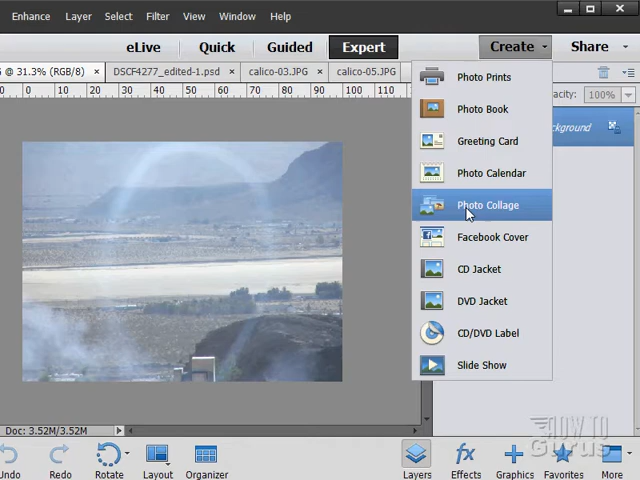 Enhance Layer Select Filter View Window Help
eLive Quick Guided Expert Create Share
@ 31.3% (RGB/8) × DSCF4277_edited-1.psd × calico-03.JPG × calico-05.JPG
0 10 20 30 40 50 60 70 80 90 100
Opacity: 100%
Background
Photo Prints
Photo Book
Greeting Card
Photo Calendar
Photo Collage
Facebook Cover
CD Jacket
DVD Jacket
CD/DVD Label
Slide Show
Doc: 3.52M/3.52M
HOW TO
Gurus
Undo Redo Rotate Layout Organizer Layers Effects Graphics Favorites More